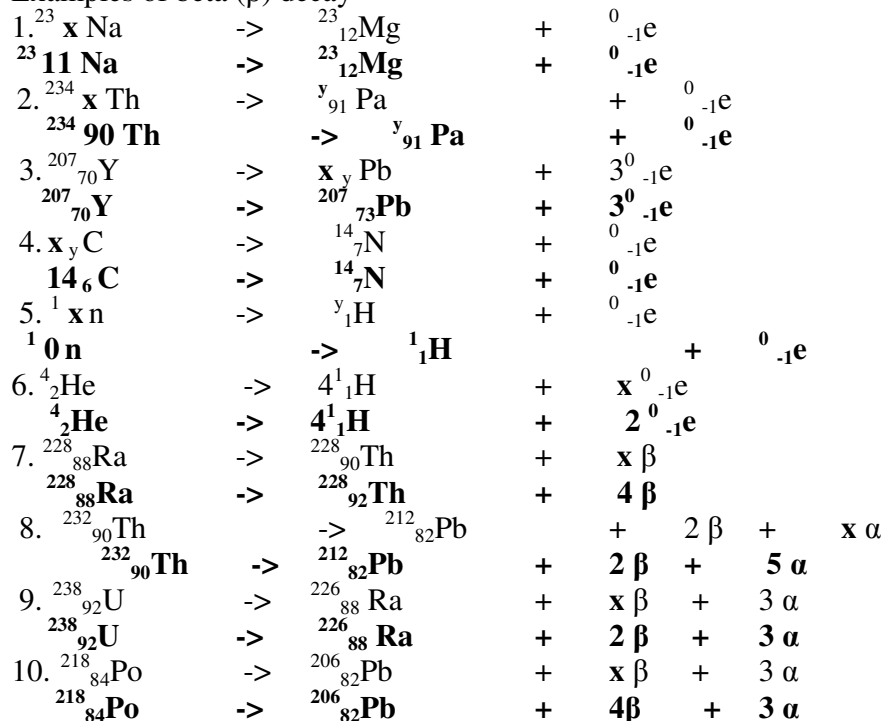 1.²³ x Na -> ²³₁₂Mg + ⁰₋₁e
²³ 11 Na -> ²³₁₂Mg + ⁰₋₁e
2. ²³⁴ x Th -> ʸ₉₁ Pa + ⁰₋₁e
²³⁴ 90 Th -> ʸ₉₁ Pa + ⁰₋₁e
3. ²⁰⁷₇₀Y -> x y Pb + 3⁰₋₁e
²⁰⁷₇₀Y -> ²⁰⁷₇₃Pb + 3⁰₋₁e
4. x y C -> ¹⁴₇N + ⁰₋₁e
14 ₆ C -> ¹⁴₇N + ⁰₋₁e
5. ¹ x n -> ʸ₁H + ⁰₋₁e
¹ 0 n -> ¹₁H + ⁰₋₁e
6. ⁴₂He -> 4¹₁H + x ⁰₋₁e
⁴₂He -> 4¹₁H + 2 ⁰₋₁e
7. ²²⁸₈₈Ra -> ²²⁸₉₀Th + x β
²²⁸₈₈Ra -> ²²⁸₉₂Th + 4 β
8. ²³²₉₀Th -> ²¹²₈₂Pb + 2 β + x α
²³²₉₀Th -> ²¹²₈₂Pb + 2 β + 5 α
9. ²³⁸₉₂U -> ²²⁶₈₈ Ra + x β + 3 α
²³⁸₉₂U -> ²²⁶₈₈ Ra + 2 β + 3 α
10. ²¹⁸₈₄Po -> ²⁰⁶₈₂Pb + x β + 3 α
²¹⁸₈₄Po -> ²⁰⁶₈₂Pb + 4β + 3 α